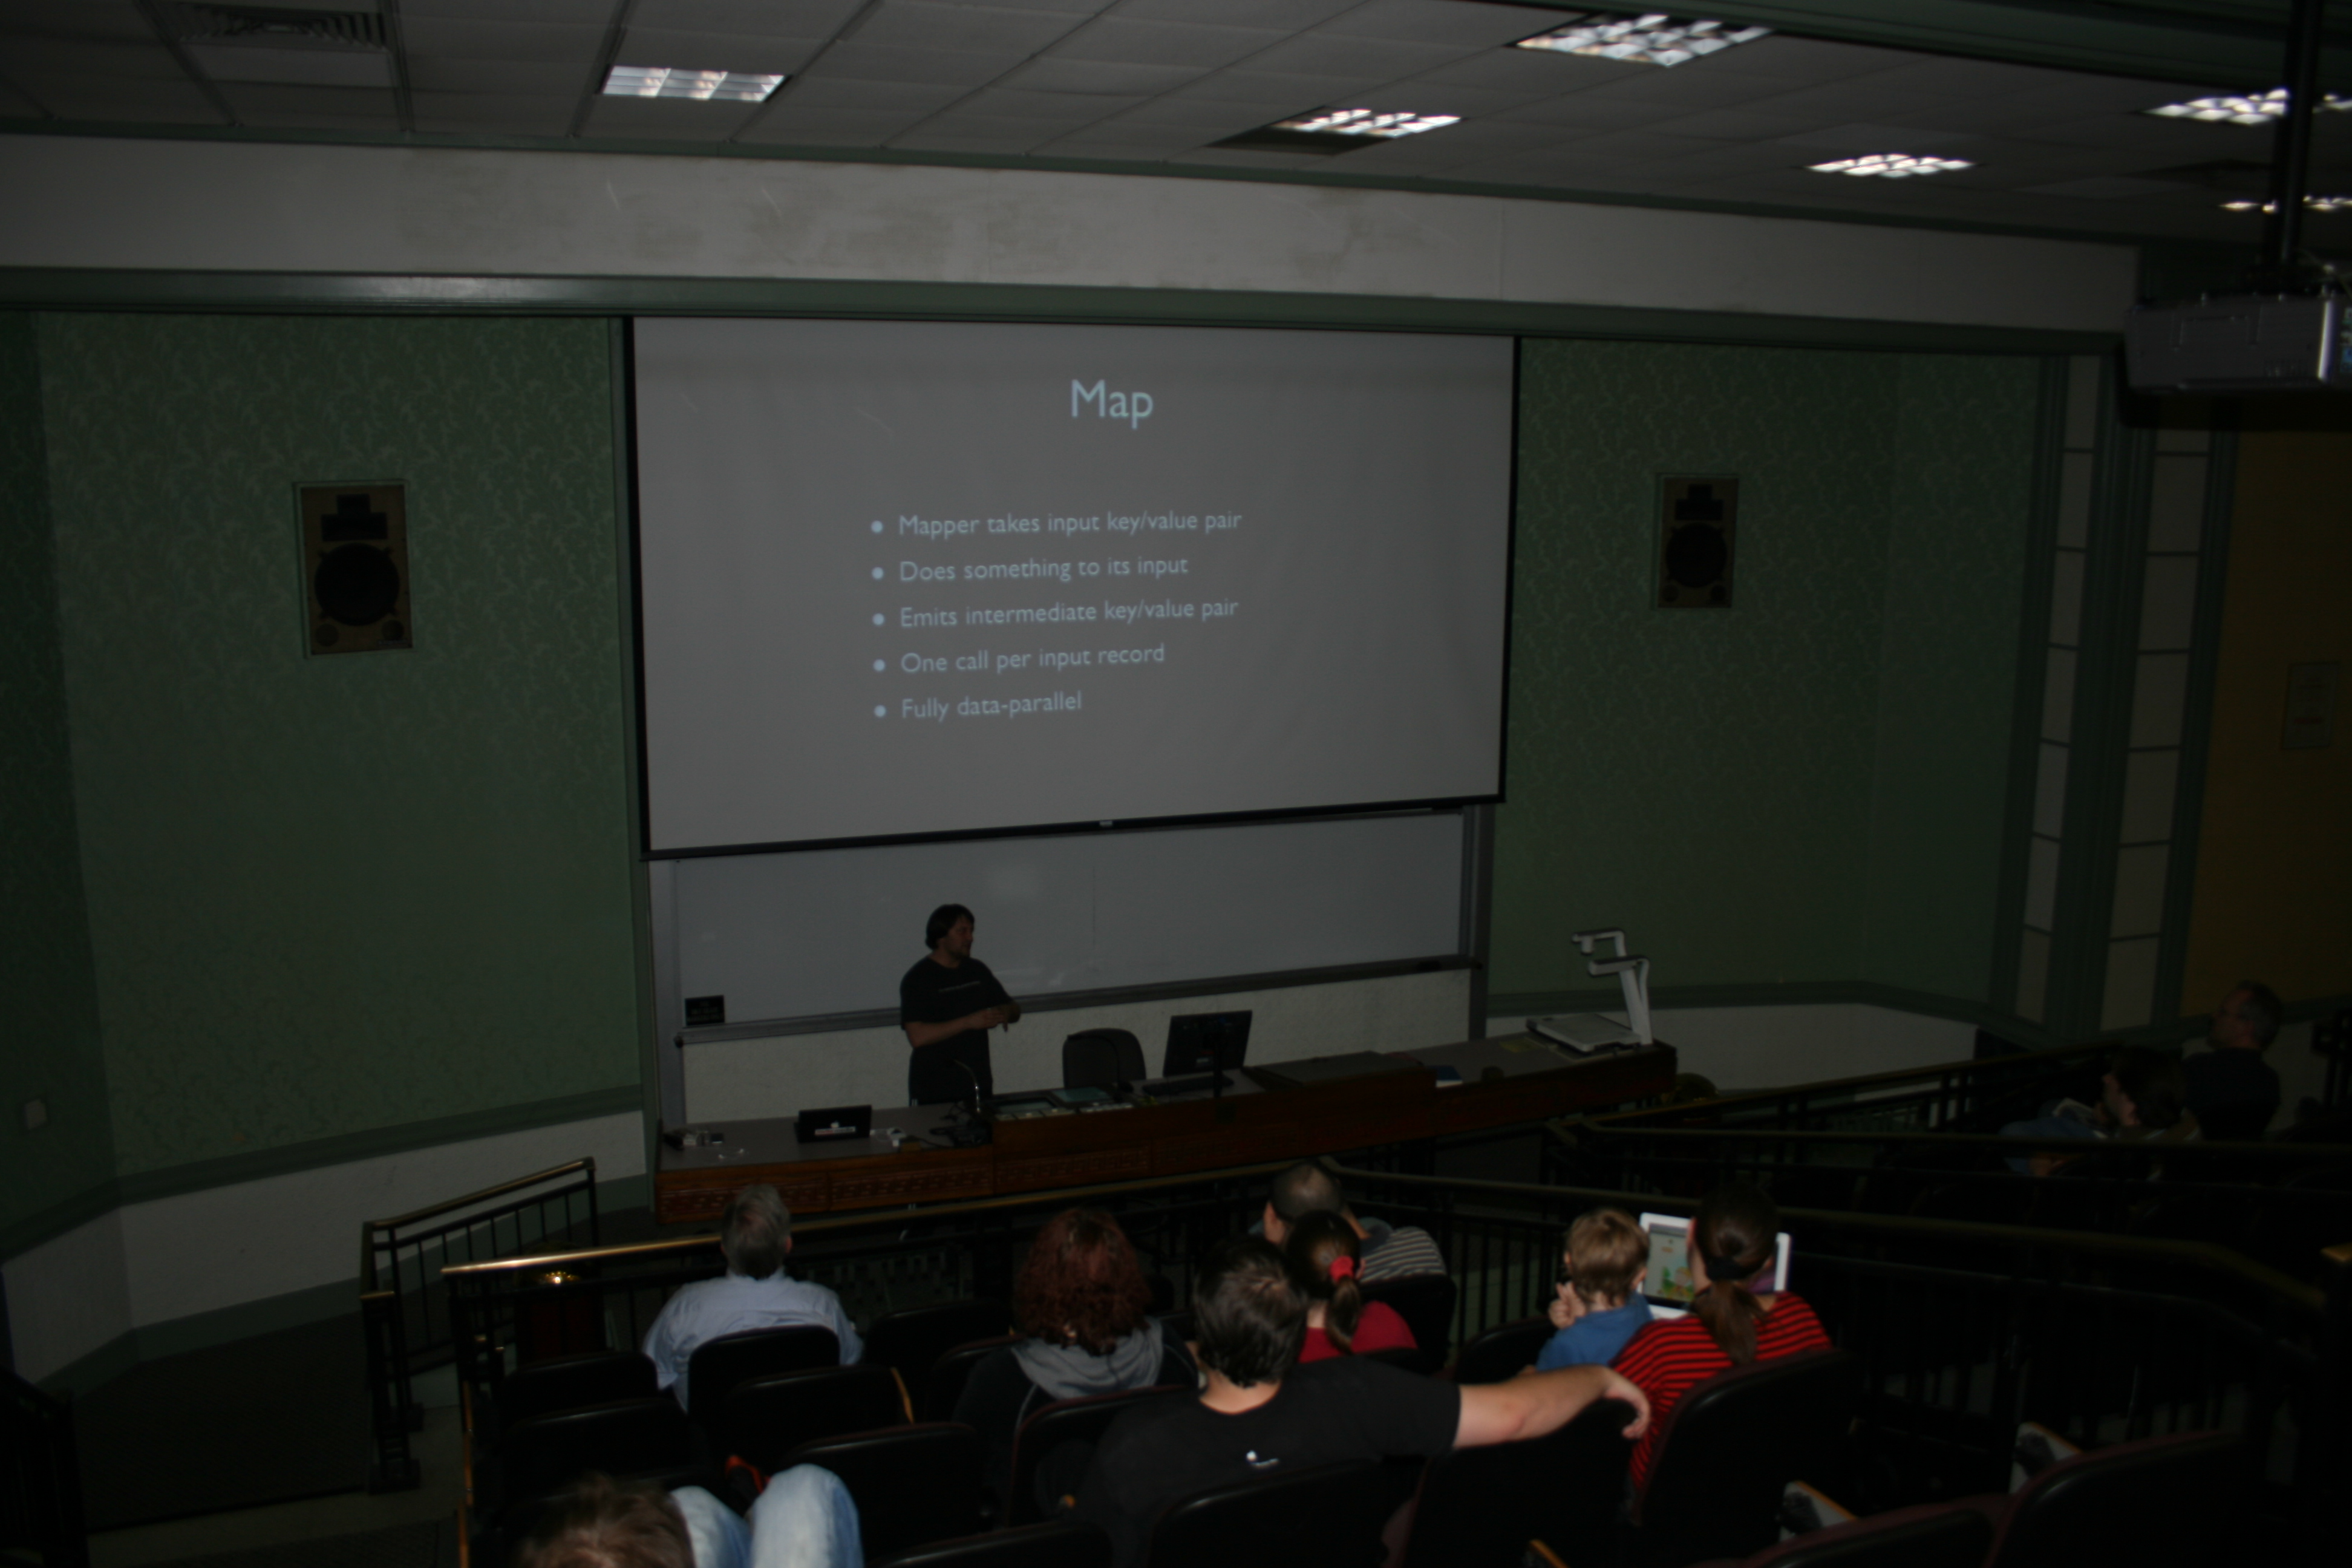 Map
• Mapper takes input key/value pair
• Does something to its input
• Emits intermediate key/value pair
• One call per input record
• Fully data-parallel